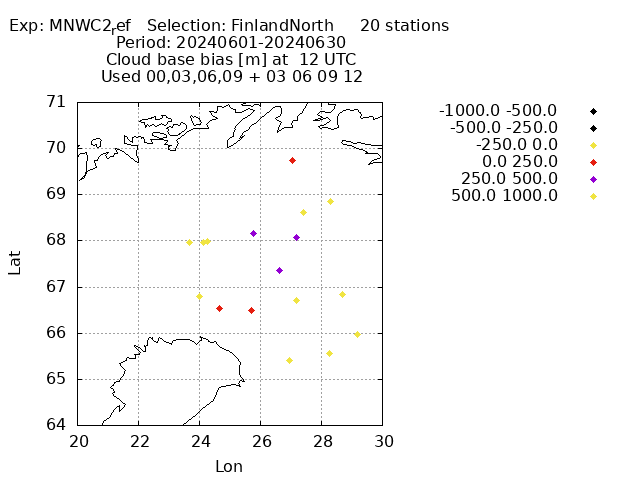 Exp: MNWC2ref Selection: FinlandNorth 20 stations
Period: 20240601-20240630
Cloud base bias [m] at 12 UTC
Used 00,03,06,09 + 03 06 09 12
-1000.0 -500.0
-500.0 -250.0
-250.0 0.0
0.0 250.0
250.0 500.0
500.0 1000.0
71
70
69
68
67
66
65
64
Lat
20 22 24 26 28 30
Lon